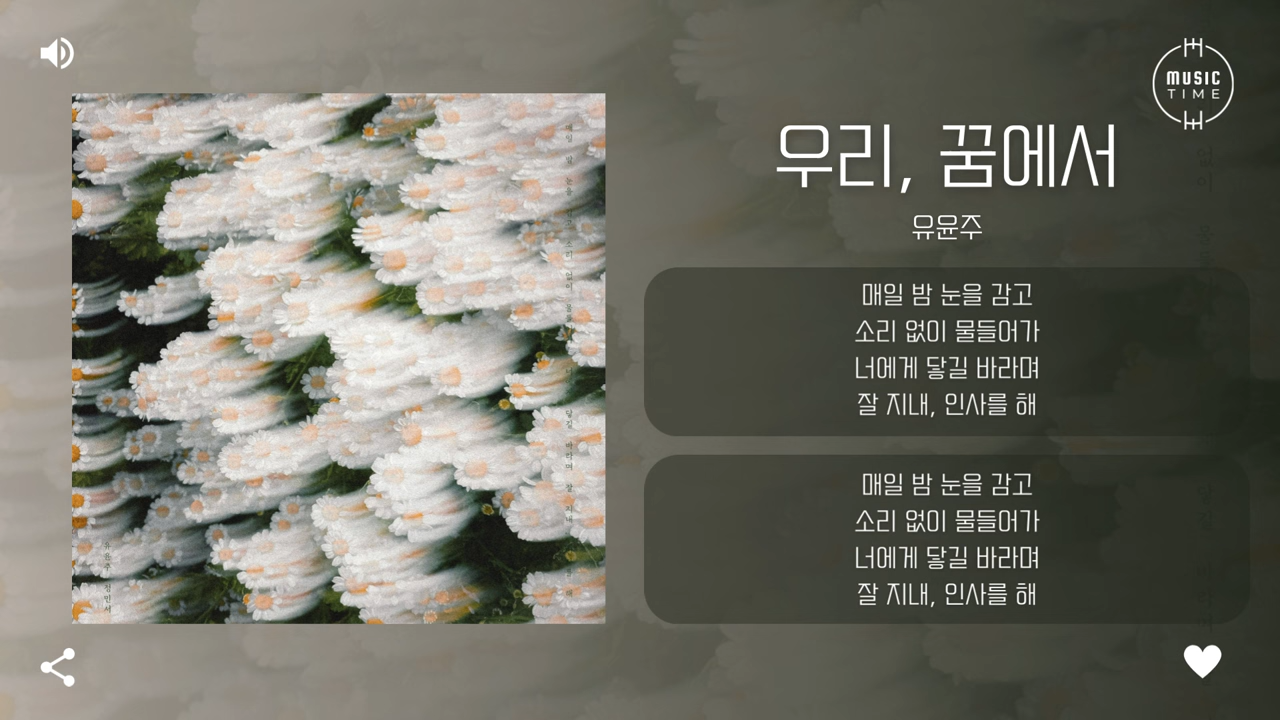 MUSIC
TIME
우리, 꿈에서
유윤주
매일 밤 눈을 감고
소리 없이 물들어가
너에게 닿길 바라며
잘 지내, 인사를 해
매일 밤 눈을 감고
소리 없이 물들어가
너에게 닿길 바라며
잘 지내, 인사를 해